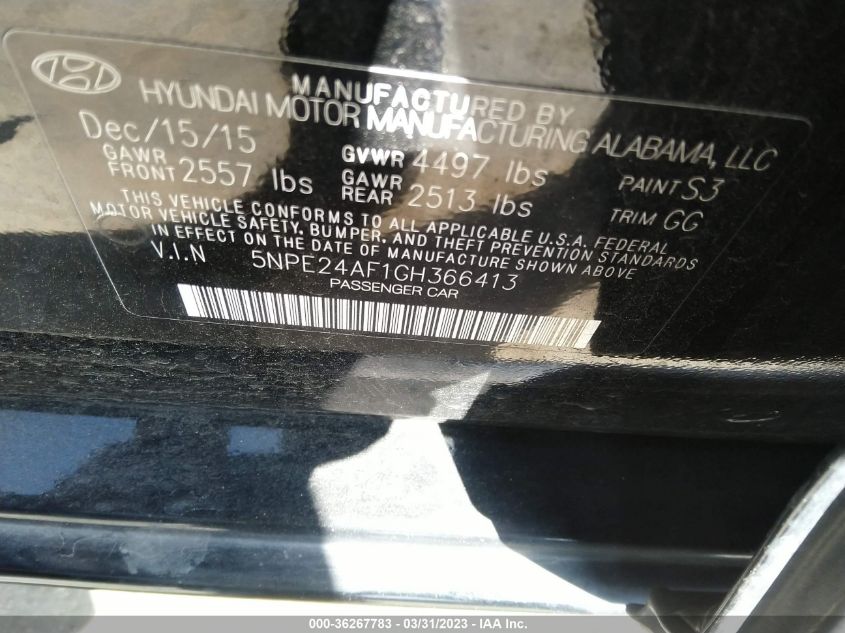 MANUFACTURED BY
HYUNDAI MOTOR MANUFACTURING ALABAMA, LLC
Dec/15/15
GAWR FRONT 2557 lbs
GVWR 4497 lbs
GAWR REAR 2513 lbs
PAINT S3
TRIM GG
THIS VEHICLE CONFORMS TO ALL APPLICABLE U.S.A. FEDERAL
MOTOR VEHICLE SAFETY, BUMPER, AND THEFT PREVENTION STANDARDS
IN EFFECT ON THE DATE OF MANUFACTURE SHOWN ABOVE.
V.I.N 5NPE24AF1GH366413
PASSENGER CAR
000-36267783 - 03/31/2023 - IAA Inc.